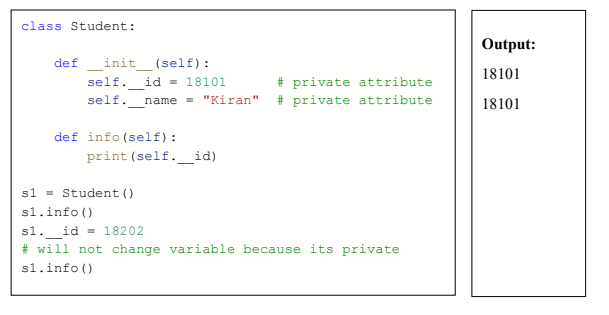 class Student:
    def __init__(self):
        self.__id = 18101      # private attribute
        self.__name = "Kiran"  # private attribute
    def info(self):
        print(self.__id)
s1 = Student()
s1.info()
s1.__id = 18202
# will not change variable because its private
s1.info()
Output:
18101
18101